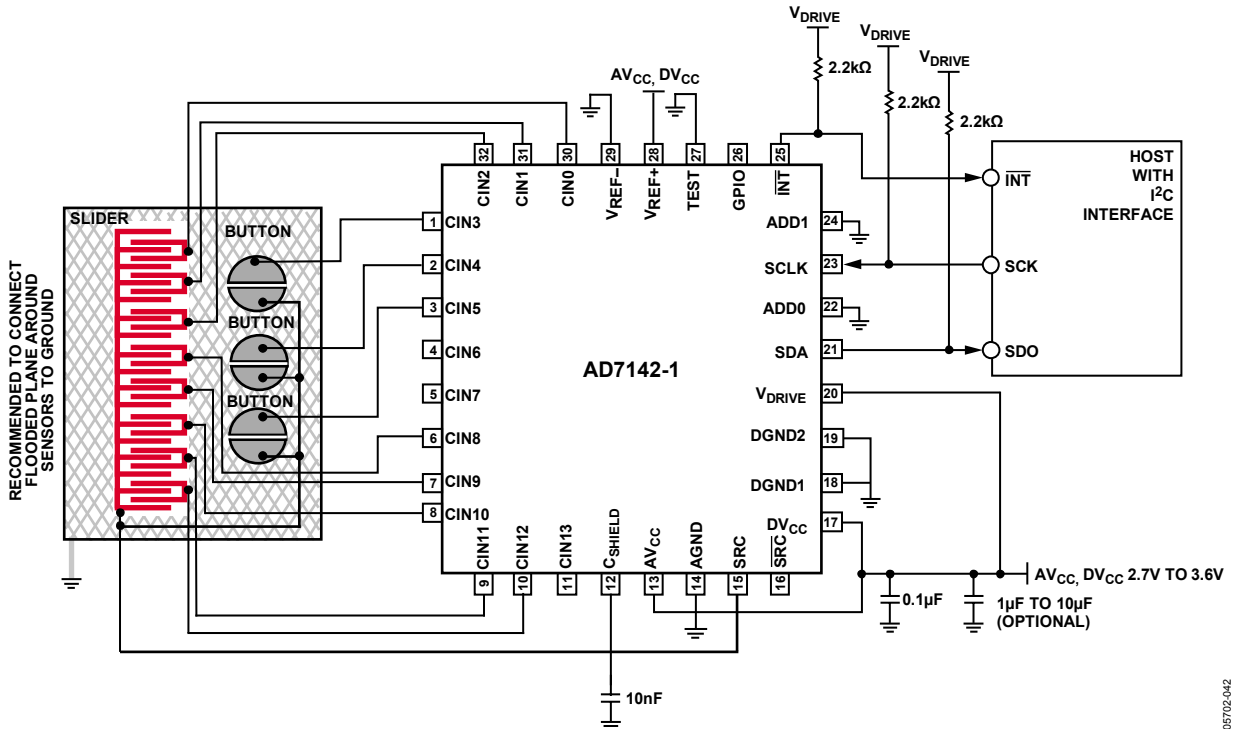 VDRIVE
VDRIVE
VDRIVE
2.2kΩ
2.2kΩ
2.2kΩ
AVCC, DVCC
32
31
30
29
28
27
26
25
CIN2
CIN1
CIN0
VREF–
VREF+
TEST
GPIO
INT
HOST
WITH
I2C
INTERFACE
INT
SCK
SDO
SLIDER
BUTTON
BUTTON
BUTTON
RECOMMENDED TO CONNECT
FLOODED PLANE AROUND
SENSORS TO GROUND
1 CIN3
2 CIN4
3 CIN5
4 CIN6
5 CIN7
6 CIN8
7 CIN9
8 CIN10
AD7142-1
ADD1 24
SCLK 23
ADD0 22
SDA 21
VDRIVE 20
DGND2 19
DGND1 18
DVCC 17
CIN11
CIN12
CIN13
CSHIELD
AVCC
AGND
SRC
SRC
9
10
11
12
13
14
15
16
AVCC, DVCC 2.7V TO 3.6V
0.1µF
1µF TO 10µF
(OPTIONAL)
10nF
05702-042